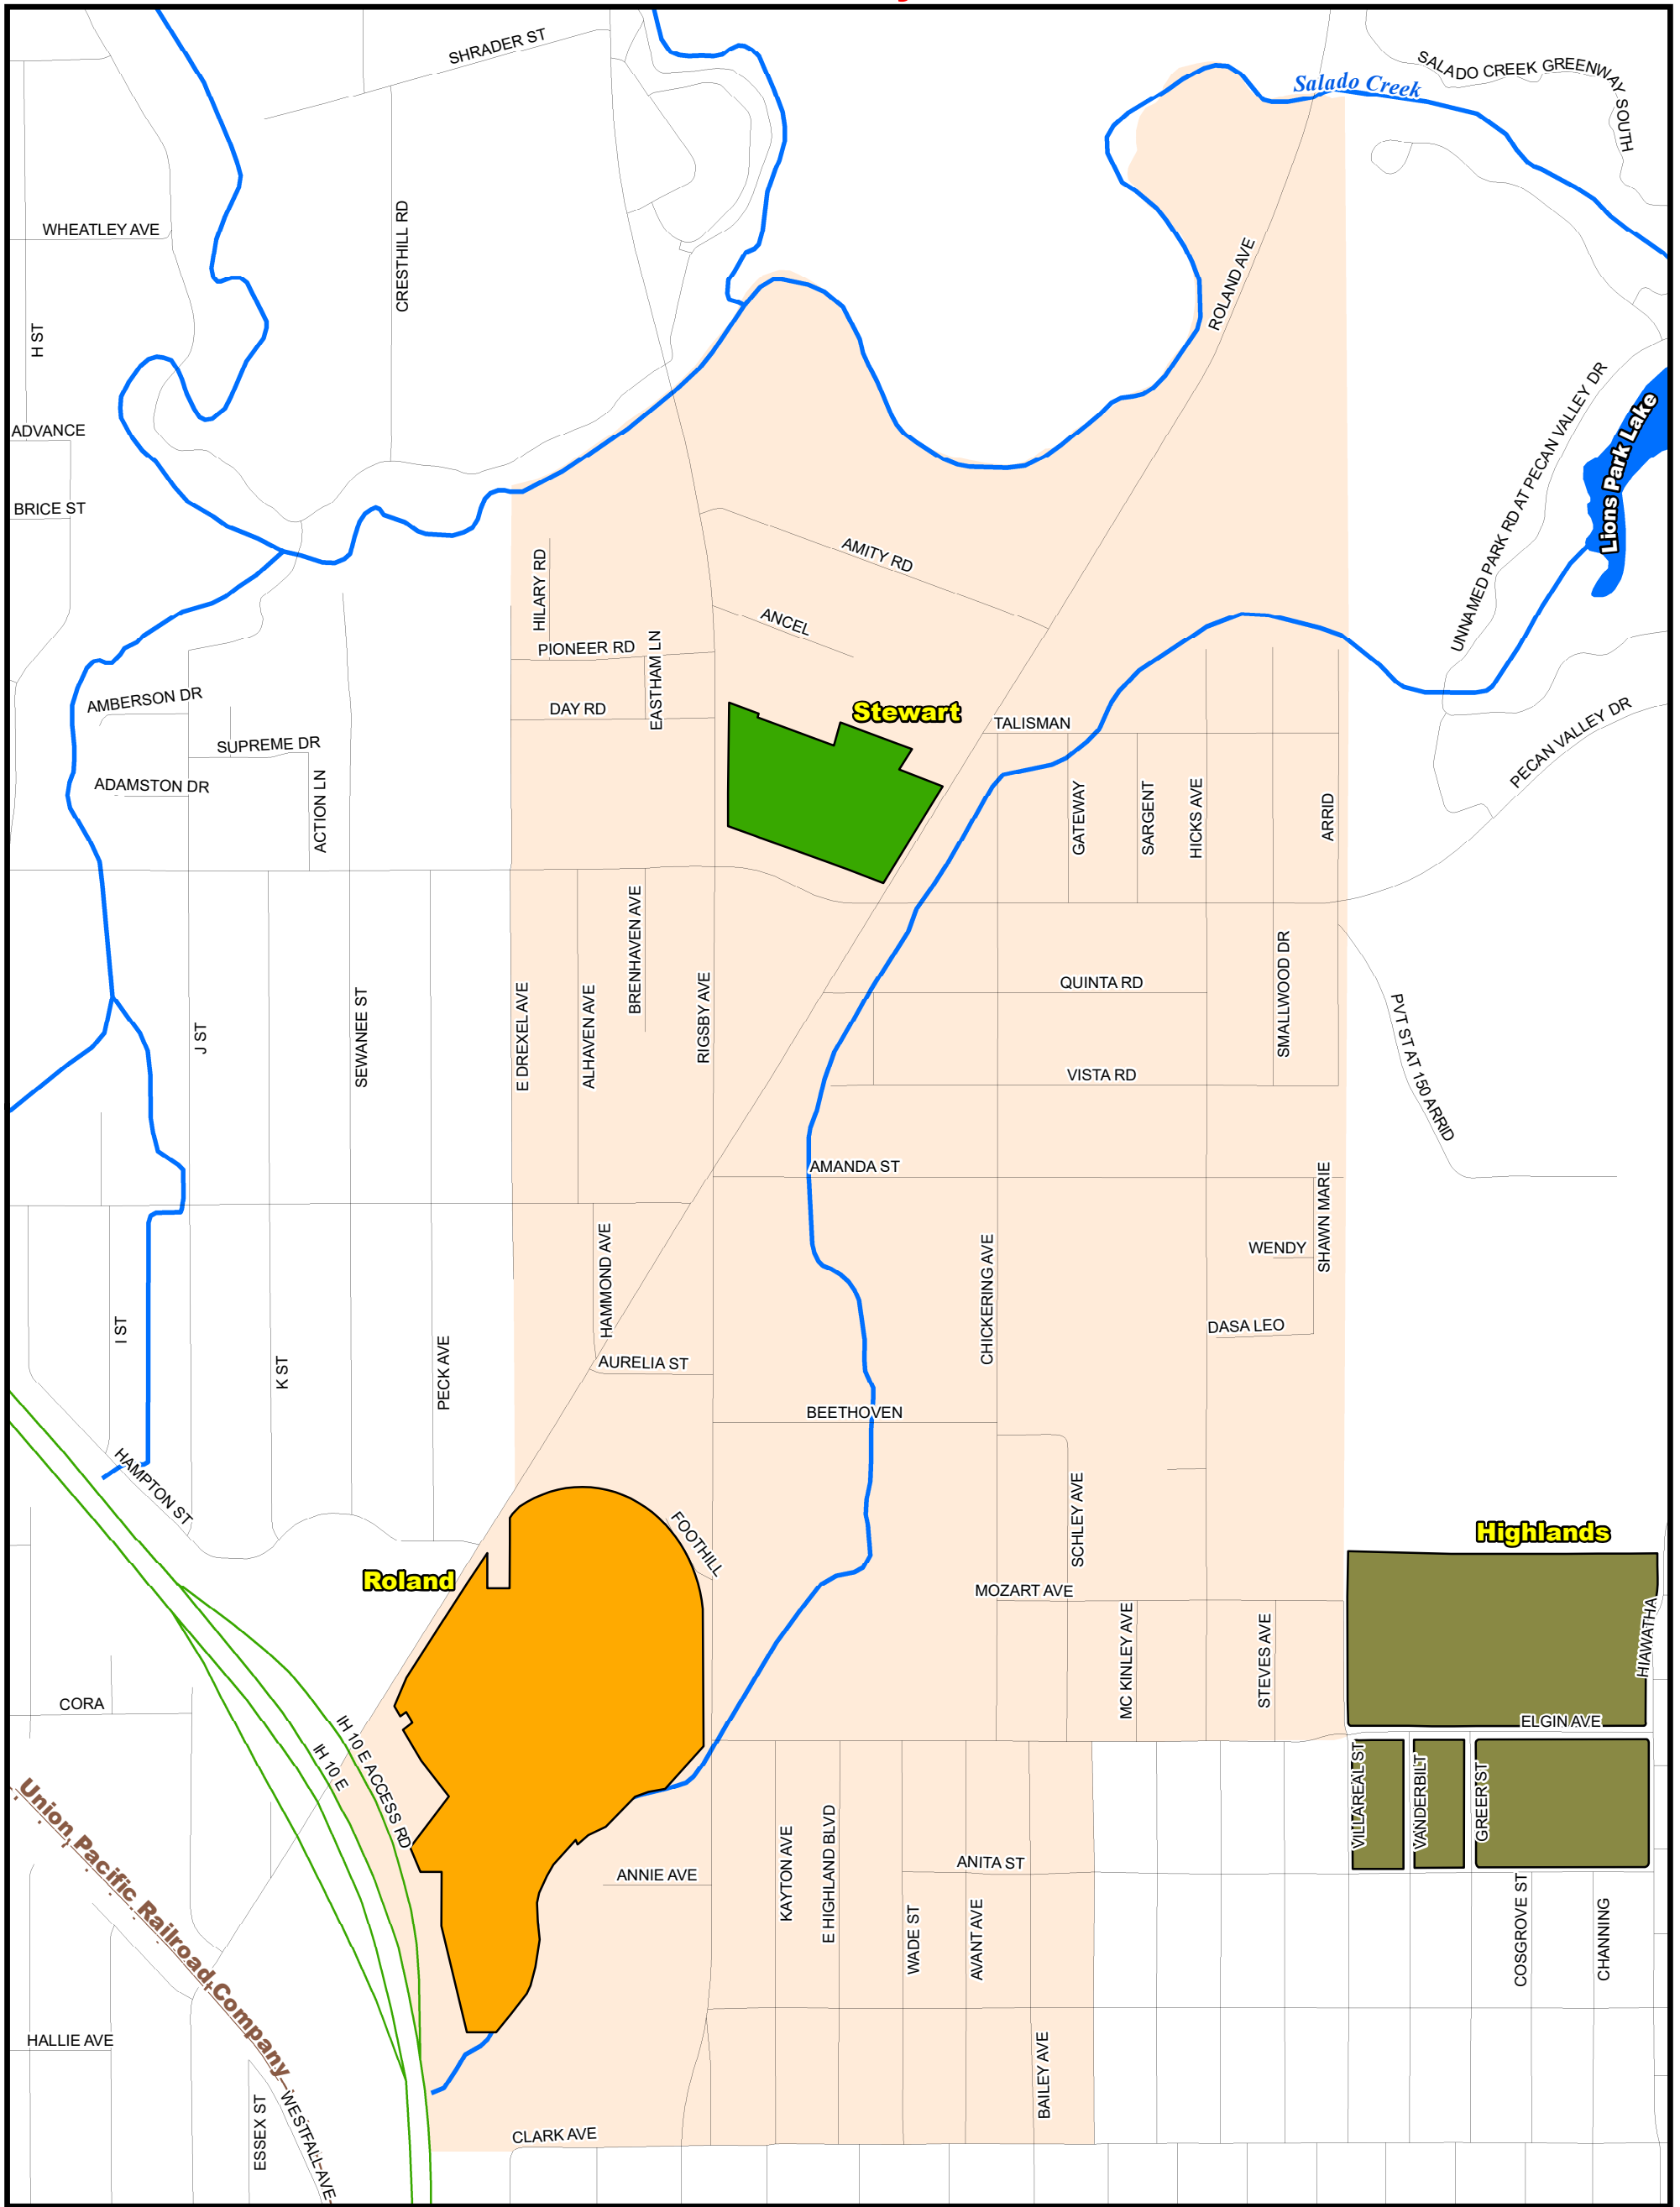 SHRADER ST
Salado Creek
SALADO CREEK GREENWAY SOUTH
WHEATLEY AVE
CRESTHILL RD
ROLAND AVE
H ST
ADVANCE
UNNAMED PARK RD AT PECAN VALLEY DR
Lions Park Lake
BRICE ST
AMITY RD
HILARY RD
ANCEL
PIONEER RD
EASTHAM LN
AMBERSON DR
DAY RD
Stewart
TALISMAN
SUPREME DR
PECAN VALLEY DR
ADAMSTON DR
ACTION LN
GATEWAY
SARGENT
HICKS AVE
ARRID
BRENHAVEN AVE
QUINTA RD
SMALLWOOD DR
J ST
SEWANEE ST
E DREXEL AVE
ALHAVEN AVE
RIGSBY AVE
VISTA RD
PVT ST AT 150 ARRID
AMANDA ST
SHAWN MARIE
WENDY
HAMMOND AVE
CHICKERING AVE
DASA LEO
I ST
K ST
PECK AVE
AURELIA ST
BEETHOVEN
HAMPTON ST
FOOTHILL
SCHLEY AVE
Highlands
Roland
MOZART AVE
MC KINLEY AVE
STEVES AVE
HIAWATHA
CORA
ELGIN AVE
IH 10 E ACCESS RD
IH 10 E
VILLAREAL ST
VANDERBILT
GREER ST
Union Pacific Railroad Company
KAYTON AVE
E HIGHLAND BLVD
ANITA ST
ANNIE AVE
WADE ST
AVANT AVE
COSGROVE ST
CHANNING
HALLIE AVE
BAILEY AVE
ESSEX ST
WESTFALL AVE
CLARK AVE